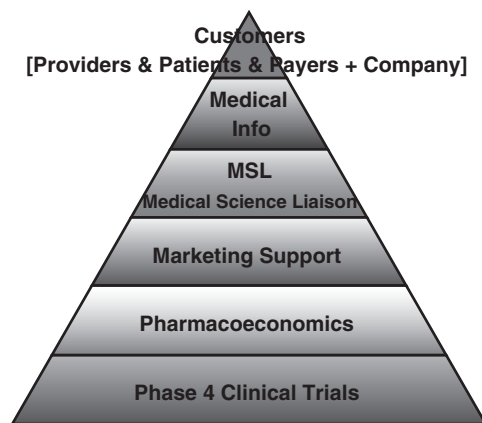 Customers
[Providers & Patients & Payers + Company]
Medical
Info
MSL
Medical Science Liaison
Marketing Support
Pharmacoeconomics
Phase 4 Clinical Trials